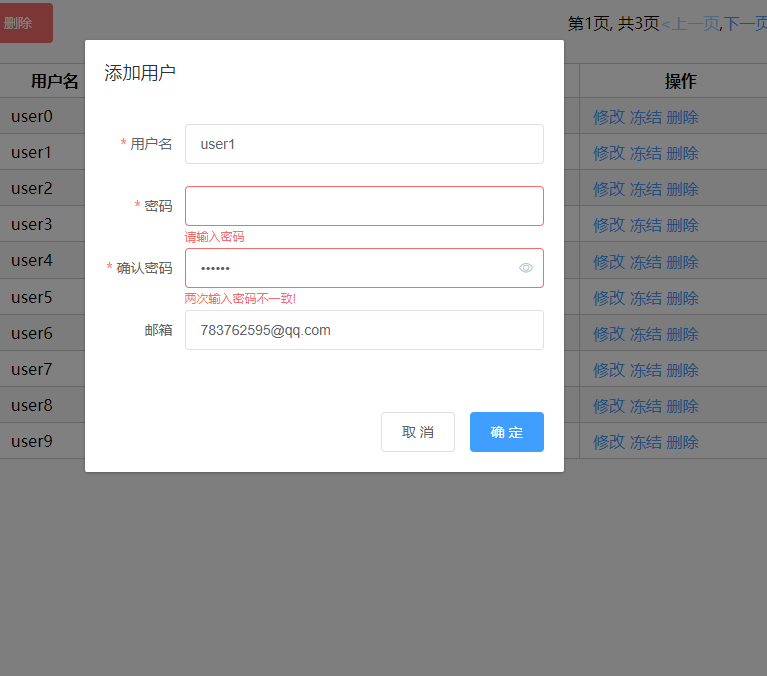 删除
第1页, 共3页<上一页,下一页
用户名 操作
user0 修改 冻结 删除
user1 修改 冻结 删除
user2 修改 冻结 删除
user3 修改 冻结 删除
user4 修改 冻结 删除
user5 修改 冻结 删除
user6 修改 冻结 删除
user7 修改 冻结 删除
user8 修改 冻结 删除
user9 修改 冻结 删除
添加用户
* 用户名 user1
* 密码
请输入密码
* 确认密码 ••••••
两次输入密码不一致!
邮箱 783762595@qq.com
取 消 确 定